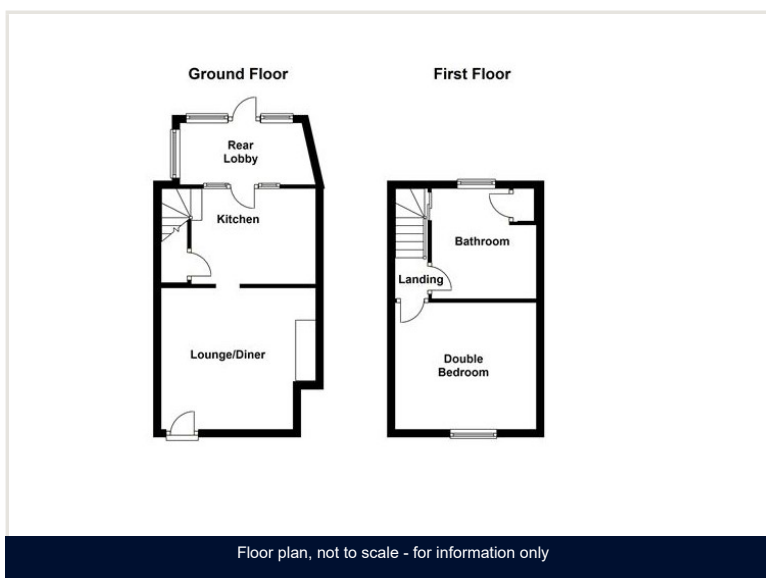 Ground Floor
First Floor
Rear
Lobby
Kitchen
Lounge/Diner
Bathroom
Landing
Double
Bedroom
Floor plan, not to scale - for information only